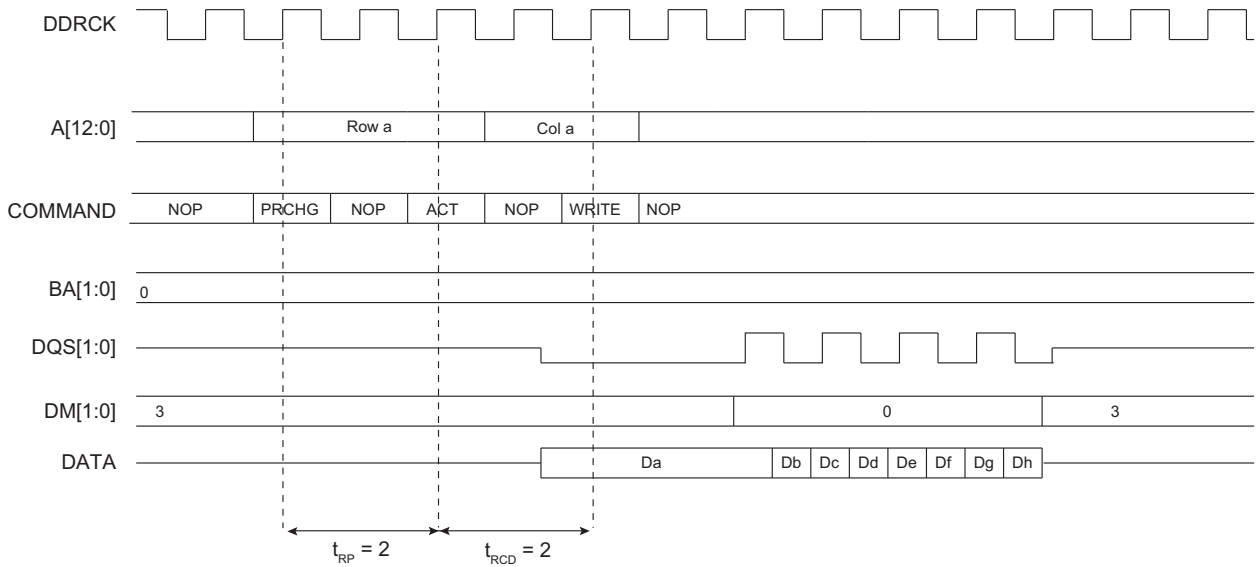 DDRCK
A[12:0] Row a Col a
COMMAND NOP PRCHG NOP ACT NOP WRITE NOP
BA[1:0] 0
DQS[1:0]
DM[1:0] 3 0 3
DATA Da Db Dc Dd De Df Dg Dh
tRP = 2 tRCD = 2